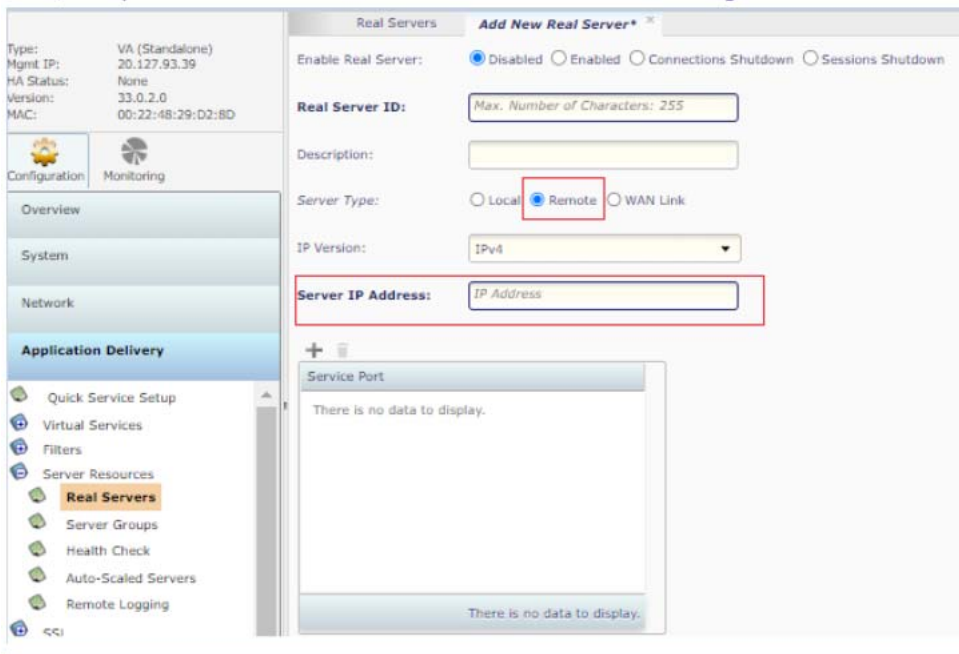 Real Servers
Add New Real Server*
Type: VA (Standalone)
Mgmt IP: 20.127.93.39
HA Status: None
Version: 33.0.2.0
MAC: 00:22:48:29:D2:8D
Configuration
Monitoring
Overview
System
Network
Application Delivery
Quick Service Setup
Virtual Services
Filters
Server Resources
Real Servers
Server Groups
Health Check
Auto-Scaled Servers
Remote Logging
SSL
Enable Real Server: Disabled Enabled Connections Shutdown Sessions Shutdown
Real Server ID: Max. Number of Characters: 255
Description:
Server Type: Local Remote WAN Link
IP Version: IPv4
Server IP Address: IP Address
Service Port
There is no data to display.
There is no data to display.